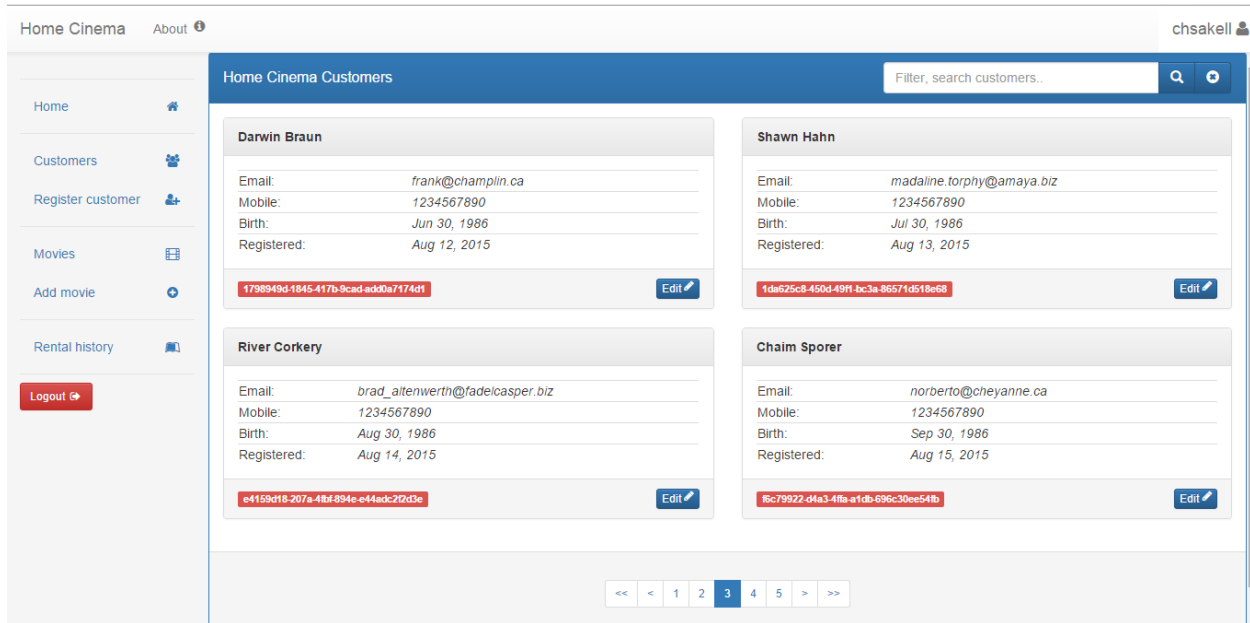 Home Cinema About chsakell
Home Cinema Customers Filter, search customers..
Home
Customers
Register customer
Movies
Add movie
Rental history
Logout
Darwin Braun
Email: frank@champlin.ca
Mobile: 1234567890
Birth: Jun 30, 1986
Registered: Aug 12, 2015
1798949d-1845-417b-9cad-add0a7174d1 Edit
Shawn Hahn
Email: madaline.torphy@amaya.biz
Mobile: 1234567890
Birth: Jul 30, 1986
Registered: Aug 13, 2015
1da625c8-450d-49f1-bc3a-86571d518e68 Edit
River Corkery
Email: brad_altenwerth@fadelcasper.biz
Mobile: 1234567890
Birth: Aug 30, 1986
Registered: Aug 14, 2015
e4159d18-207a-4fbf-894e-e44adc2f2d3e Edit
Chaim Sporer
Email: norberto@cheyanne.ca
Mobile: 1234567890
Birth: Sep 30, 1986
Registered: Aug 15, 2015
f6c79922-d4a3-4ffa-a1db-696c30ee54fb Edit
<< < 1 2 3 4 5 > >>